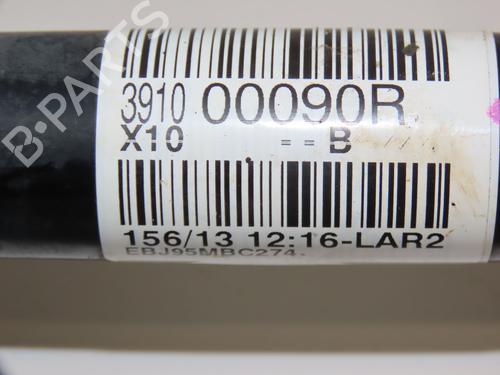 B-PARTS
3910 00090R
X10 == B
156/13 12:16-LAR2
EBJ95MBC274.